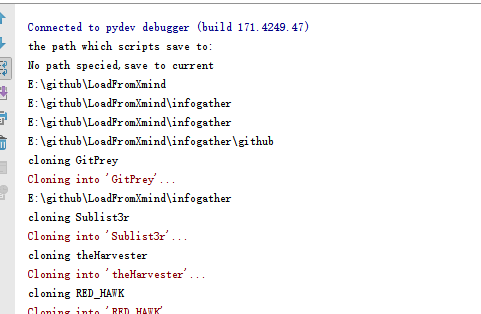 Connected to pydev debugger (build 171.4249.47)
the path which scripts save to:
No path specied,save to current
E:\github\LoadFromXmind
E:\github\LoadFromXmind\infogather
E:\github\LoadFromXmind\infogather
E:\github\LoadFromXmind\infogather\github
cloning GitPrey
Cloning into 'GitPrey'...
E:\github\LoadFromXmind\infogather
cloning Sublist3r
Cloning into 'Sublist3r'...
cloning theHarvester
Cloning into 'theHarvester'...
cloning RED_HAWK
Cloning into 'RED_HAWK'